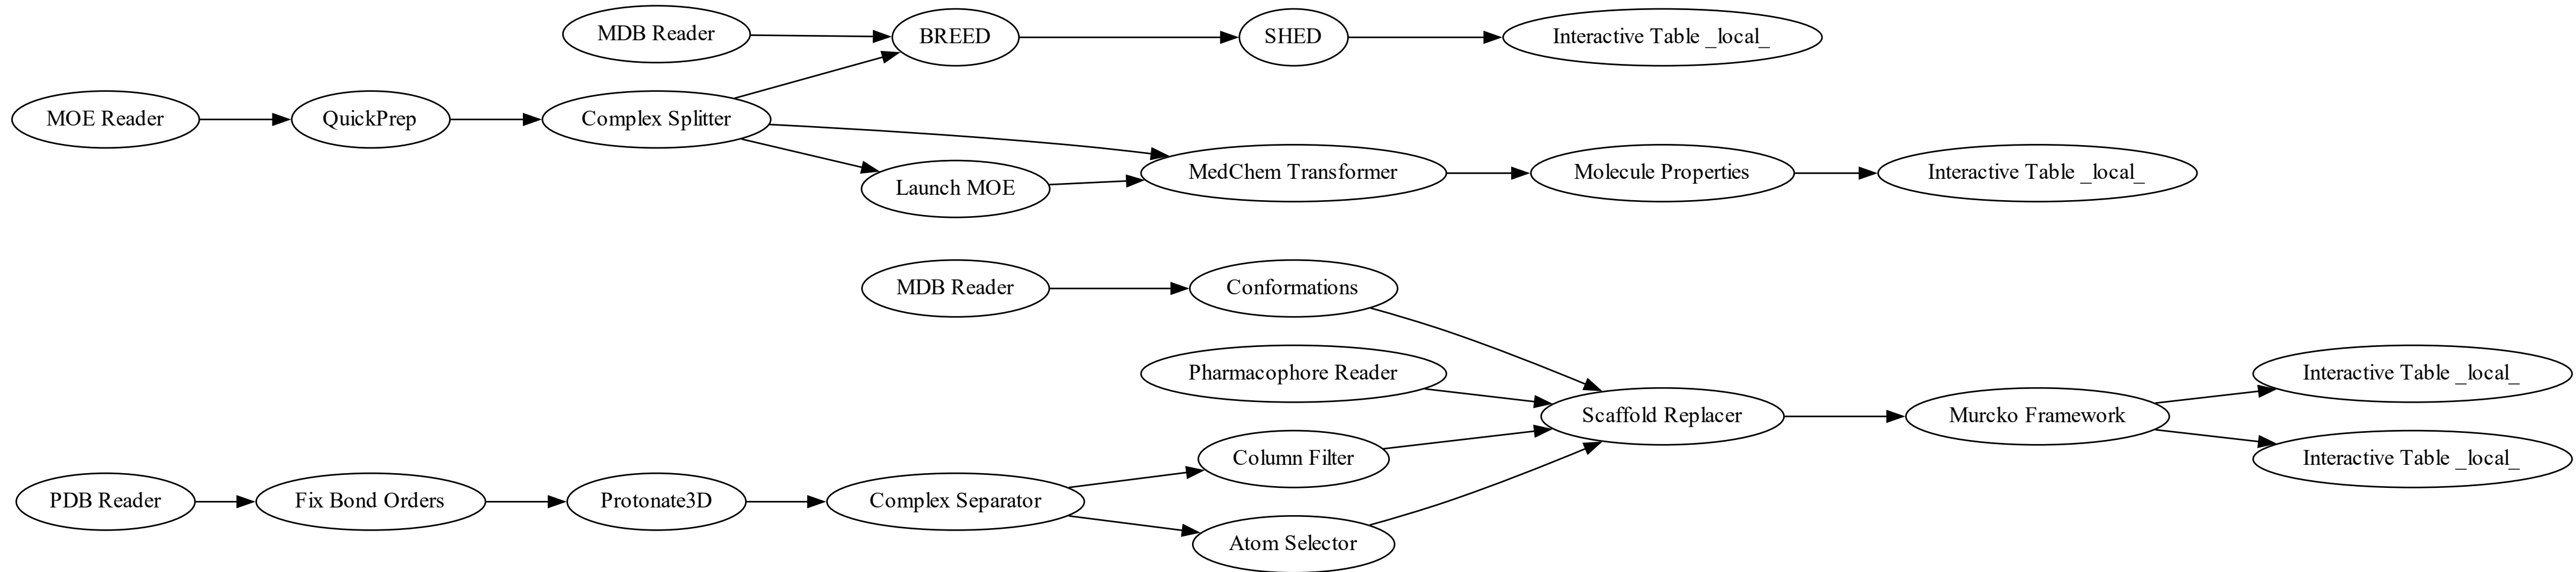 MDB Reader
BREED
SHED
Interactive Table _local_
MOE Reader
QuickPrep
Complex Splitter
Launch MOE
MedChem Transformer
Molecule Properties
Interactive Table _local_
MDB Reader
Conformations
Pharmacophore Reader
Scaffold Replacer
Murcko Framework
Interactive Table _local_
Interactive Table _local_
Column Filter
PDB Reader
Fix Bond Orders
Protonate3D
Complex Separator
Atom Selector